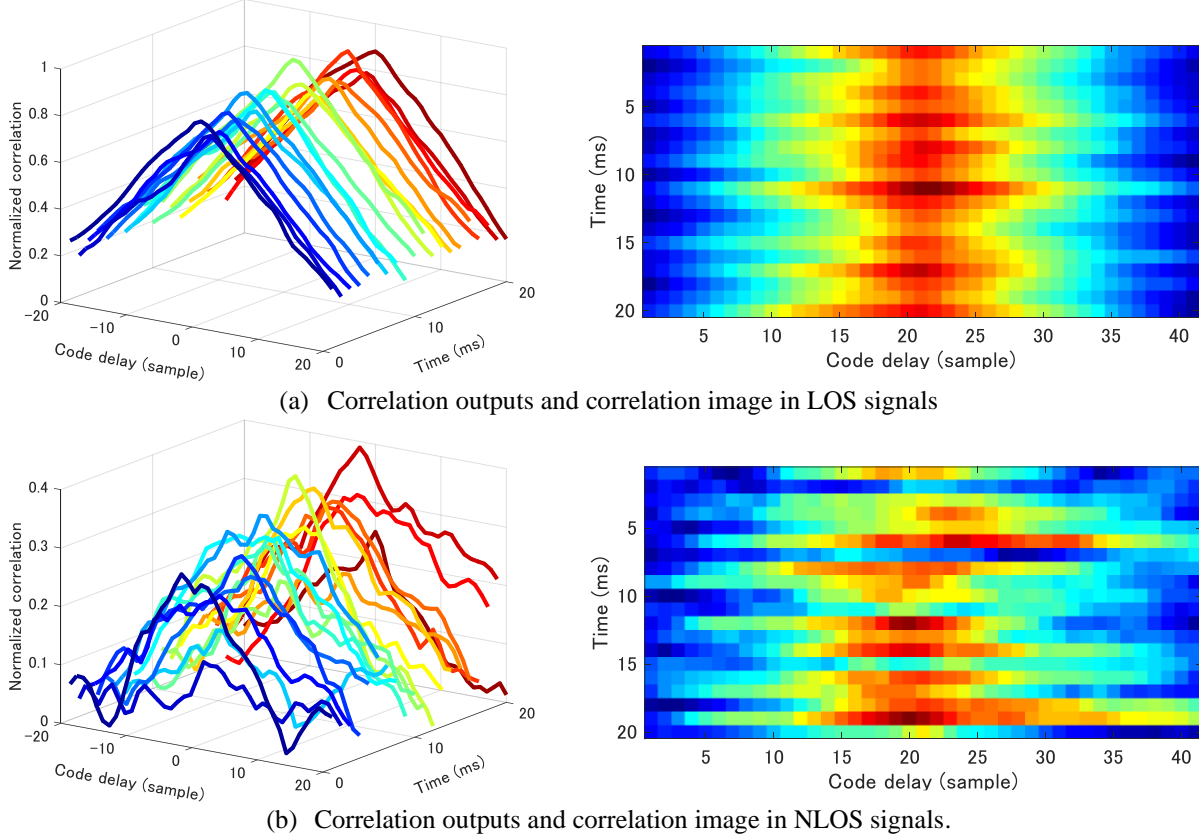 1
0.8
0.6
0.4
0.2
0
Normalized correlation
-20
-10
0
10
20
Code delay (sample)
0
10
20
Time (ms)
5
10
15
20
Time (ms)
5 10 15 20 25 30 35 40
Code delay (sample)
(a) Correlation outputs and correlation image in LOS signals
0.4
0.3
0.2
0.1
0
Normalized correlation
-20
-10
0
10
20
Code delay (sample)
0
10
20
Time (ms)
5
10
15
20
Time (ms)
5 10 15 20 25 30 35 40
Code delay (sample)
(b) Correlation outputs and correlation image in NLOS signals.